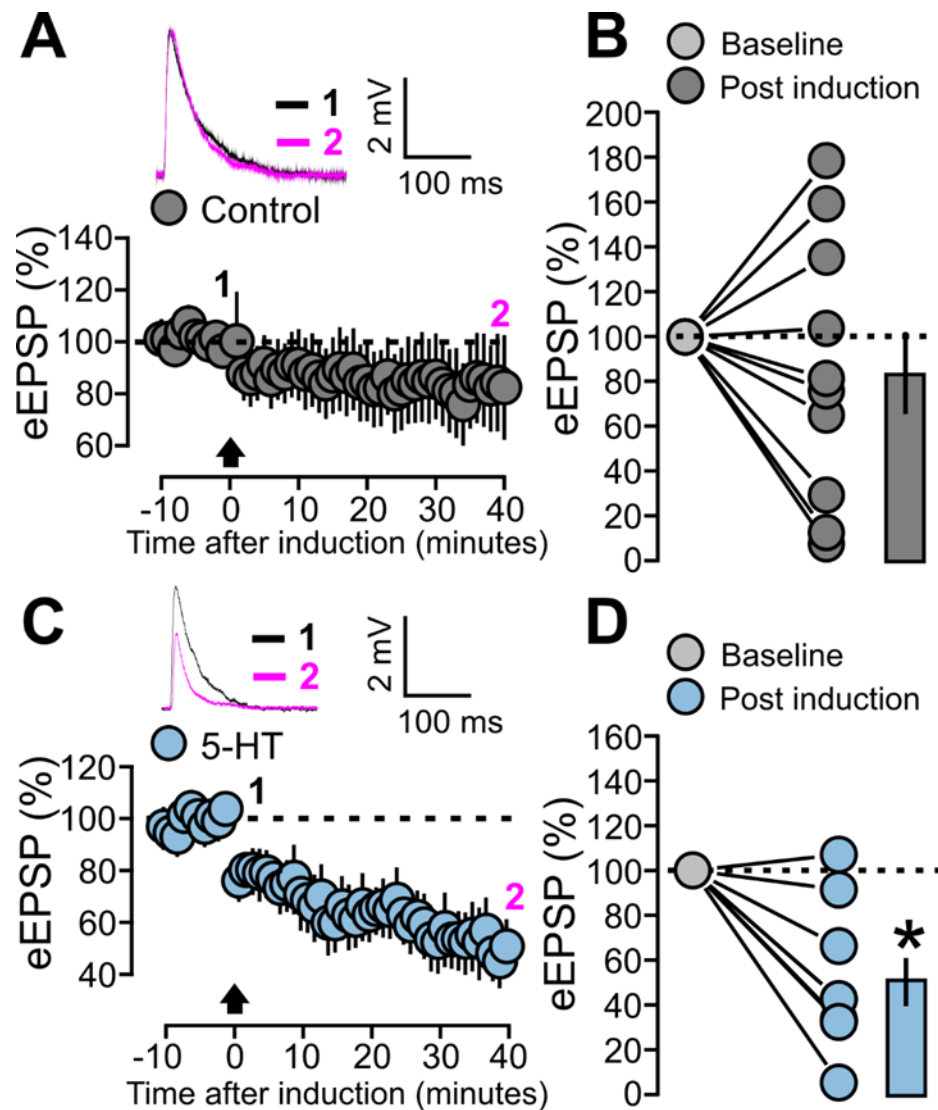 A
1
2
2 mV
100 ms
Control
eEPSP (%)
140
120
100
80
60
1
2
-10 0 10 20 30 40
Time after induction (minutes)
B
Baseline
Post induction
eEPSP (%)
200
180
160
140
120
100
80
60
40
20
0
C
1
2
2 mV
100 ms
5-HT
eEPSP (%)
120
100
80
60
40
1
2
-10 0 10 20 30 40
Time after induction (minutes)
D
Baseline
Post induction
eEPSP (%)
160
140
120
100
80
60
40
20
0
*